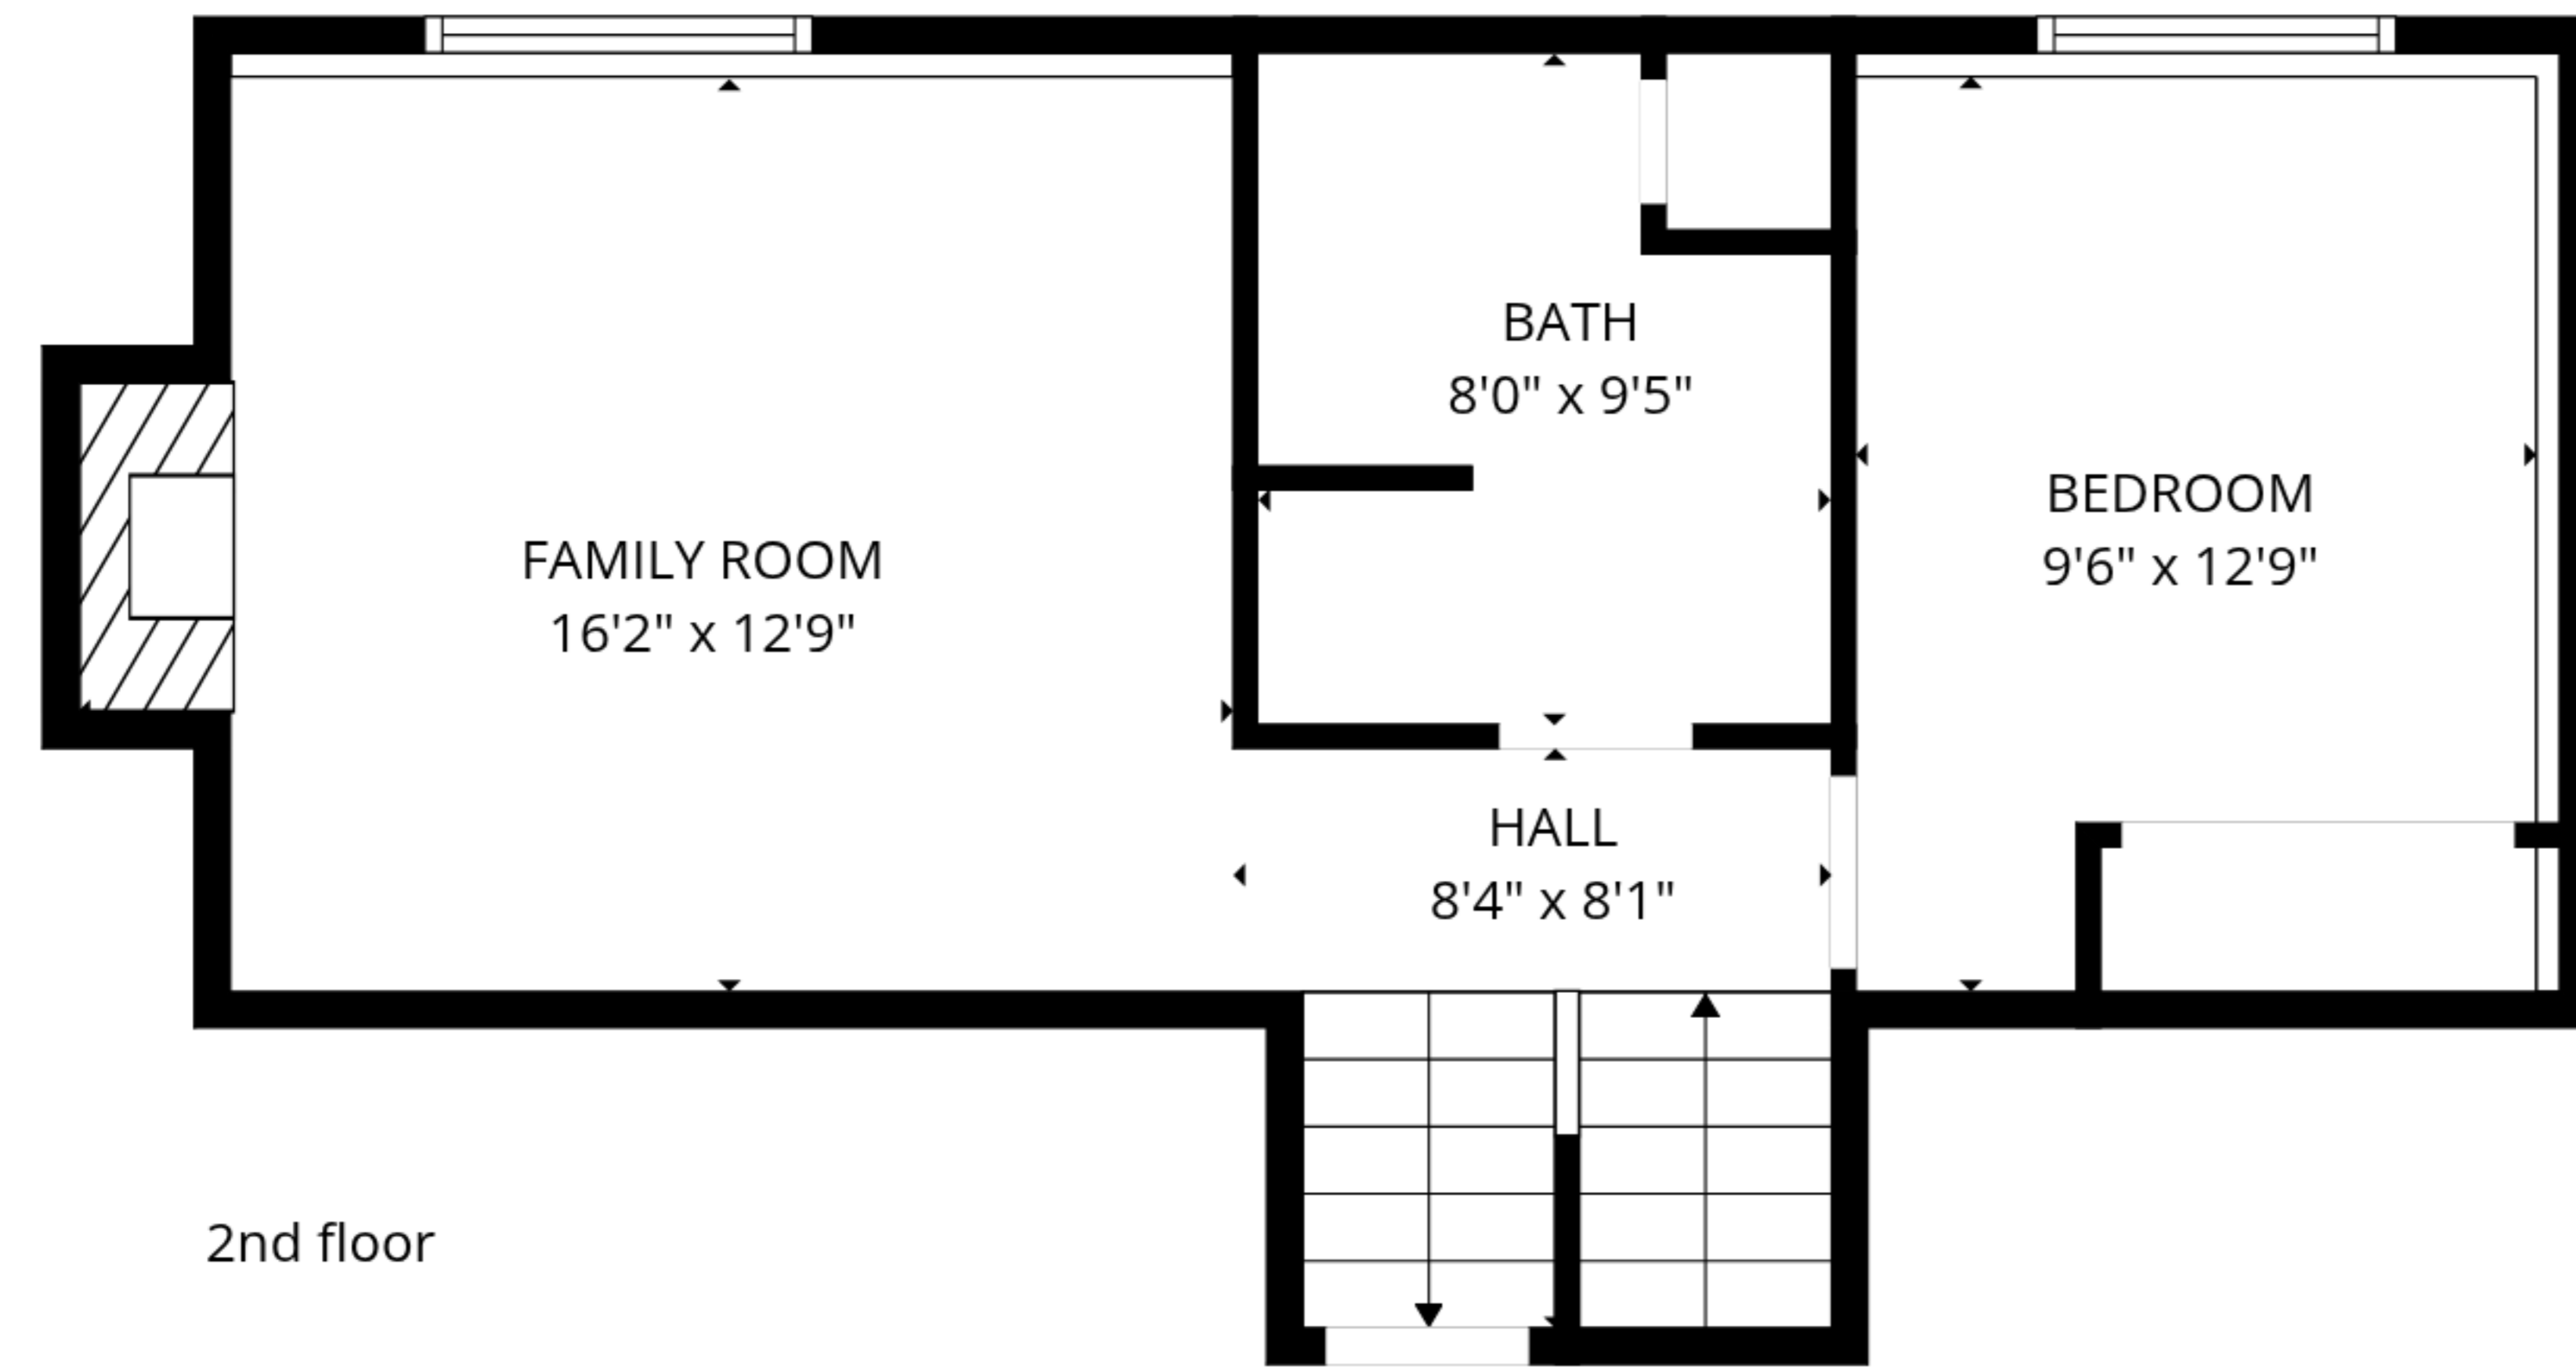 BATH
8'0" x 9'5"
BEDROOM
9'6" x 12'9"
FAMILY ROOM
16'2" x 12'9"
HALL
8'4" x 8'1"
2nd floor